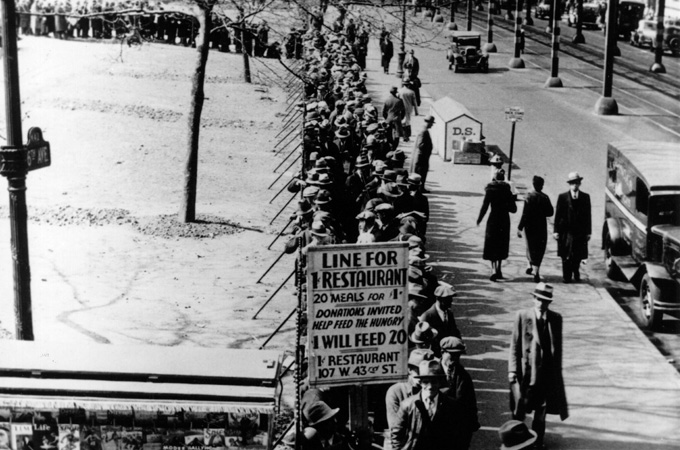 LINE FOR
1¢ RESTAURANT
20 MEALS FOR $1.
DONATIONS INVITED
HELP FEED THE HUNGRY
$1 WILL FEED 20
1¢ RESTAURANT
107 W 43RD ST.
D.S.
Life